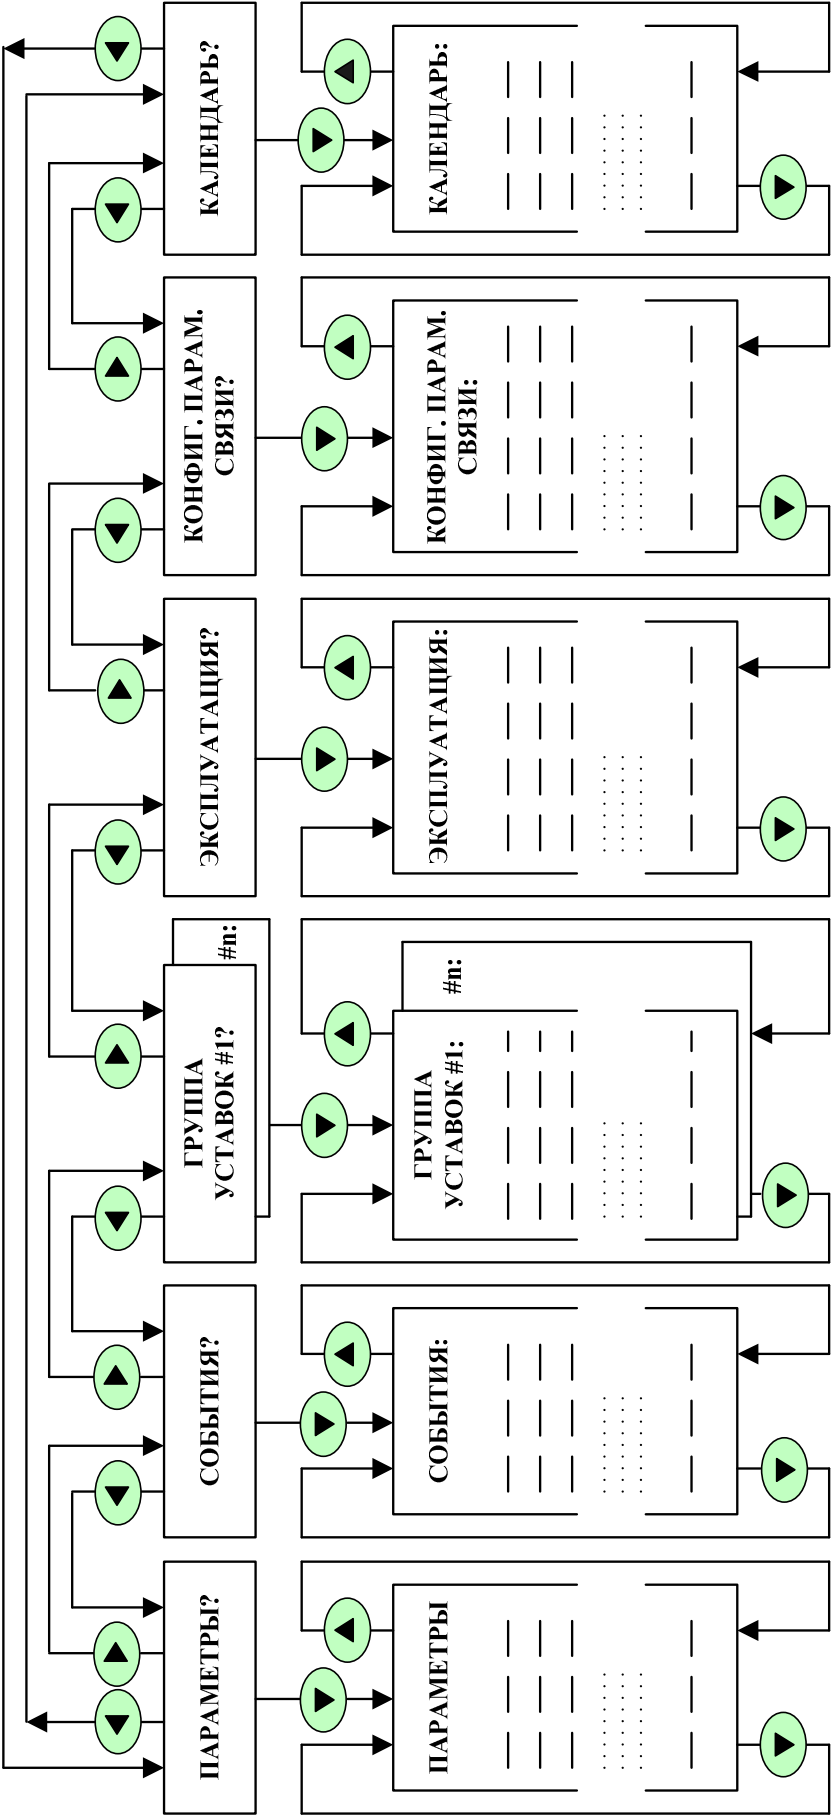 ПАРАМЕТРЫ?
СОБЫТИЯ?
ГРУППА
УСТАВОК #1?
#n:
ЭКСПЛУАТАЦИЯ?
КОНФИГ. ПАРАМ.
СВЯЗИ?
КАЛЕНДАРЬ?
ПАРАМЕТРЫ
СОБЫТИЯ:
ГРУППА
УСТАВОК #1:
#n:
ЭКСПЛУАТАЦИЯ:
КОНФИГ. ПАРАМ.
СВЯЗИ:
КАЛЕНДАРЬ: